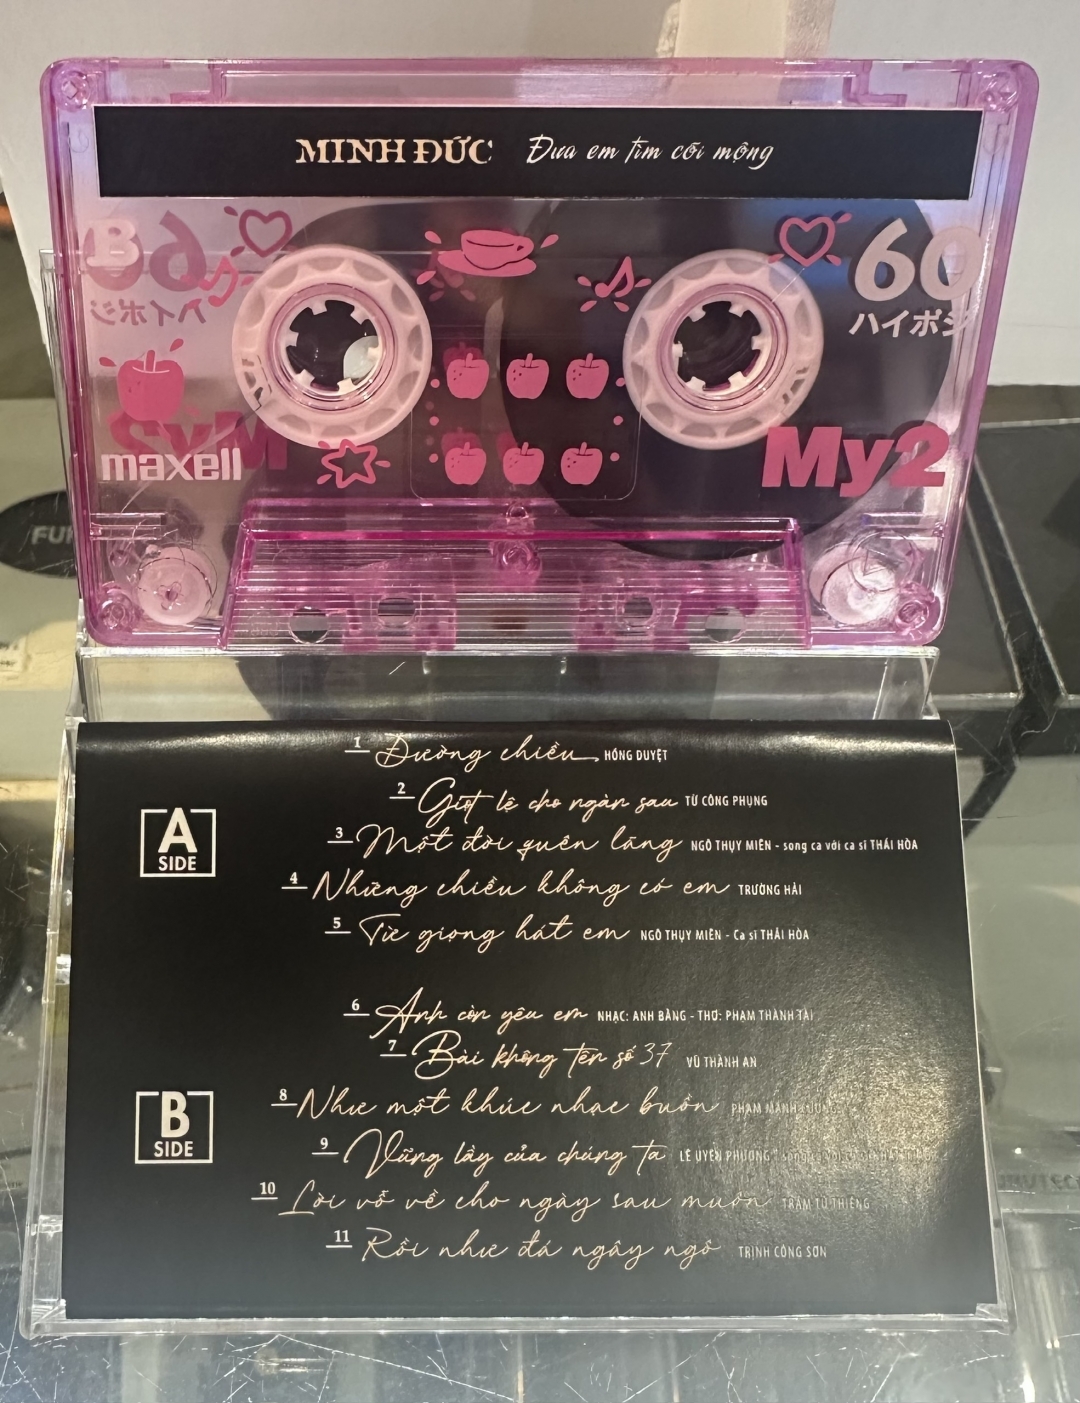 MINH ĐỨC Đưa em tìm cõi mộng
B
60
ハイポジ
maxell
My2
FU
1 Đường chiều HỒNG DUYỆT
2 Giọt lệ cho ngàn sau TỪ CÔNG PHỤNG
3 Một đời quên lãng NGÔ THỤY MIÊN - song ca với ca sĩ THÁI HÒA
A
SIDE
4 Những chiều không có em TRƯỜNG HẢI
5 Từ giọng hát em NGÔ THỤY MIÊN - Ca sĩ THÁI HÒA
6 Anh còn yêu em NHẠC: ANH BẰNG - THƠ: PHẠM THÀNH TÀI
7 Bài không tên số 37 VŨ THÀNH AN
8 Như một khúc nhạc buồn PHẠM MẠNH
B
SIDE
9 Vũng lầy của chúng ta LÊ UYÊN PHƯƠNG
10 Lời vỗ về cho ngày sau muộn TRẦM TỬ THIÊNG
11 Rồi như đá ngây ngô TRỊNH CÔNG SƠN